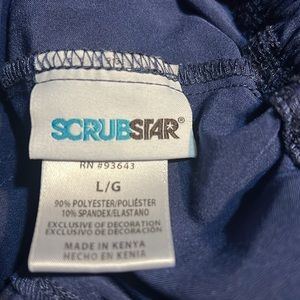 SCRUBSTAR®
RN #93643
L/G
90% POLYESTER/POLIÉSTER
10% SPANDEX/ELASTANO
EXCLUSIVE OF DECORATION
EXCLUSIVO DE DECORACIÓN
MADE IN KENYA
HECHO EN KENIA